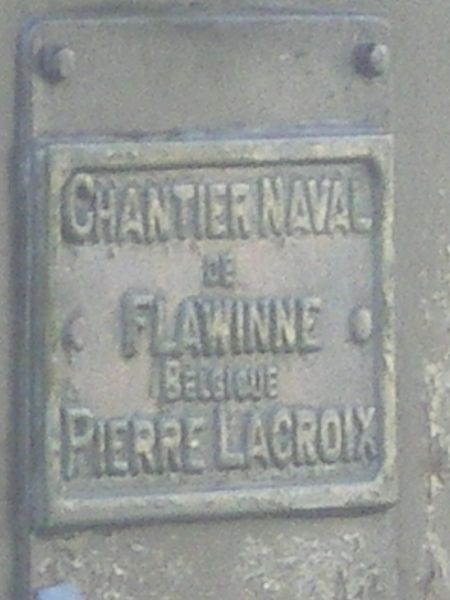 CHANTIER NAVAL
DE
FLAWINNE
BELGIQUE
PIERRE LACROIX